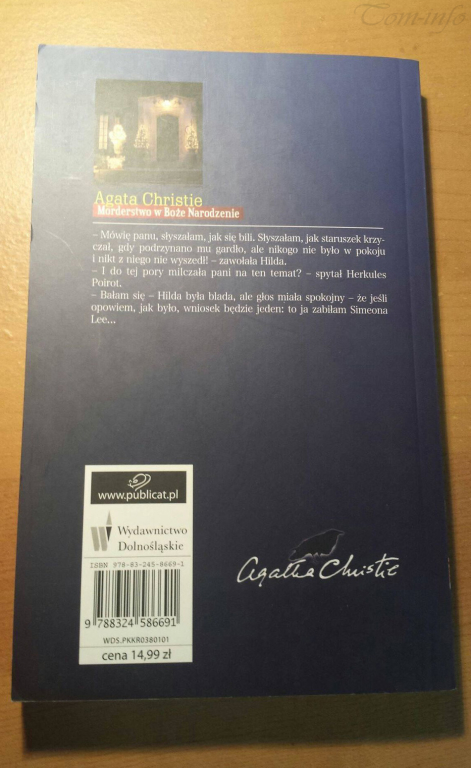 Tom-info
Agata Christie
Morderstwo w Boże Narodzenie
– Mówię panu, słyszałam, jak się bili. Słyszałam, jak staruszek krzy-
czał, gdy podrzynano mu gardło, ale nikogo nie było w pokoju
i nikt z niego nie wyszedł! – zawołała Hilda.
– I do tej pory milczała pani na ten temat? – spytał Herkules
Poirot.
– Bałam się – Hilda była blada, ale głos miała spokojny – że jeśli
opowiem, jak było, wniosek będzie jeden: to ja zabiłam Simeona
Lee...
www.publicat.pl
Wydawnictwo
Dolnośląskie
ISBN 978-83-245-8669-1
9 788324 586691
WDS.PKKR0380101
cena 14,99 zł
Agatha Christie